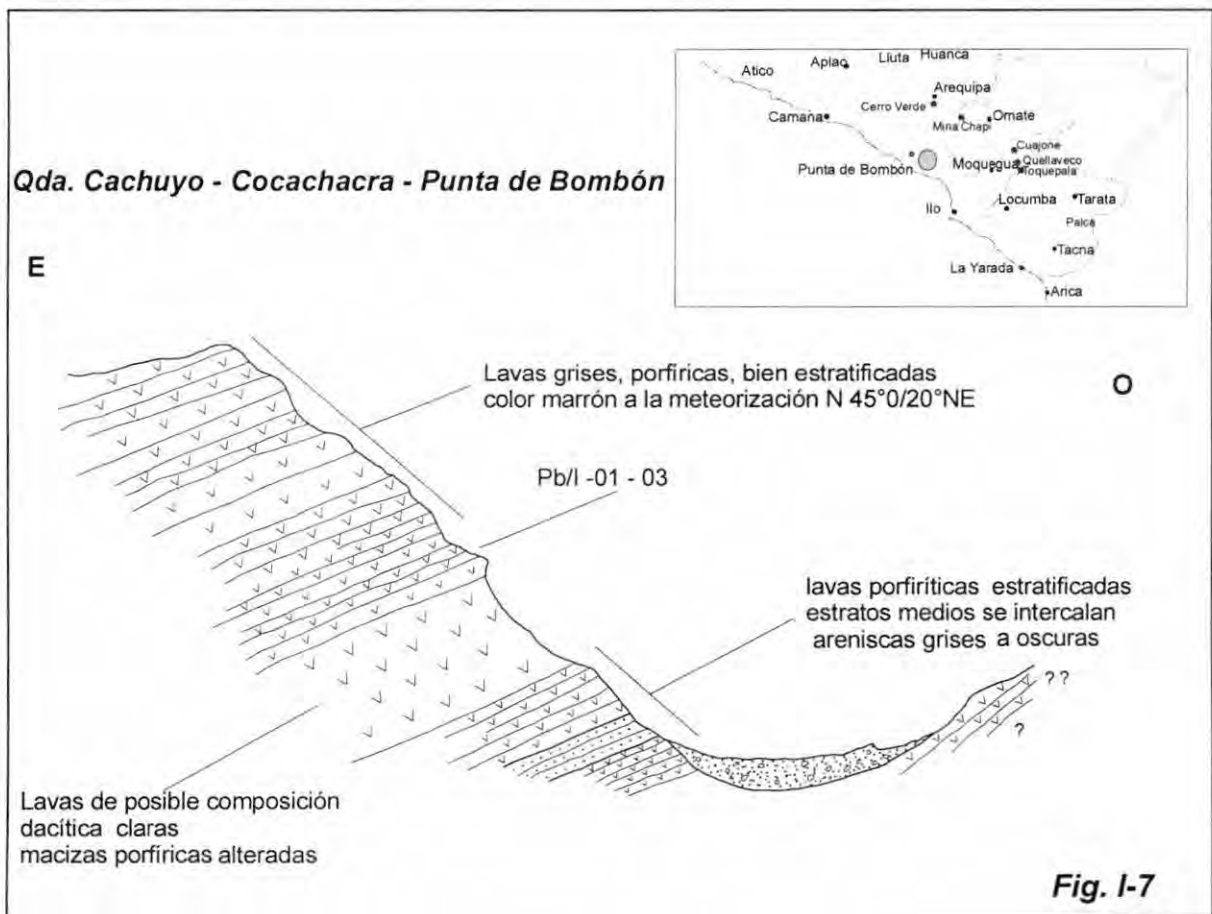 Atico
Aplao
Lluta
Huanca
Arequipa
Cerro Verde
Camaña
Mina Chapi
Omate
Cuajone
Punta de Bombón
Moquegua
Quellaveco
Toquepala
Ilo
Locumba
Tarata
Palca
Tacna
La Yarada
Arica
Qda. Cachuyo - Cocachacra - Punta de Bombón
E
O
Lavas grises, porfíricas, bien estratificadas
color marrón a la meteorización N 45°0/20°NE
Pb/I -01 - 03
lavas porfiríticas estratificadas
estratos medios se intercalan
areniscas grises a oscuras
? ?
?
Lavas de posible composición
dacítica claras
macizas porfíricas alteradas
Fig. I-7